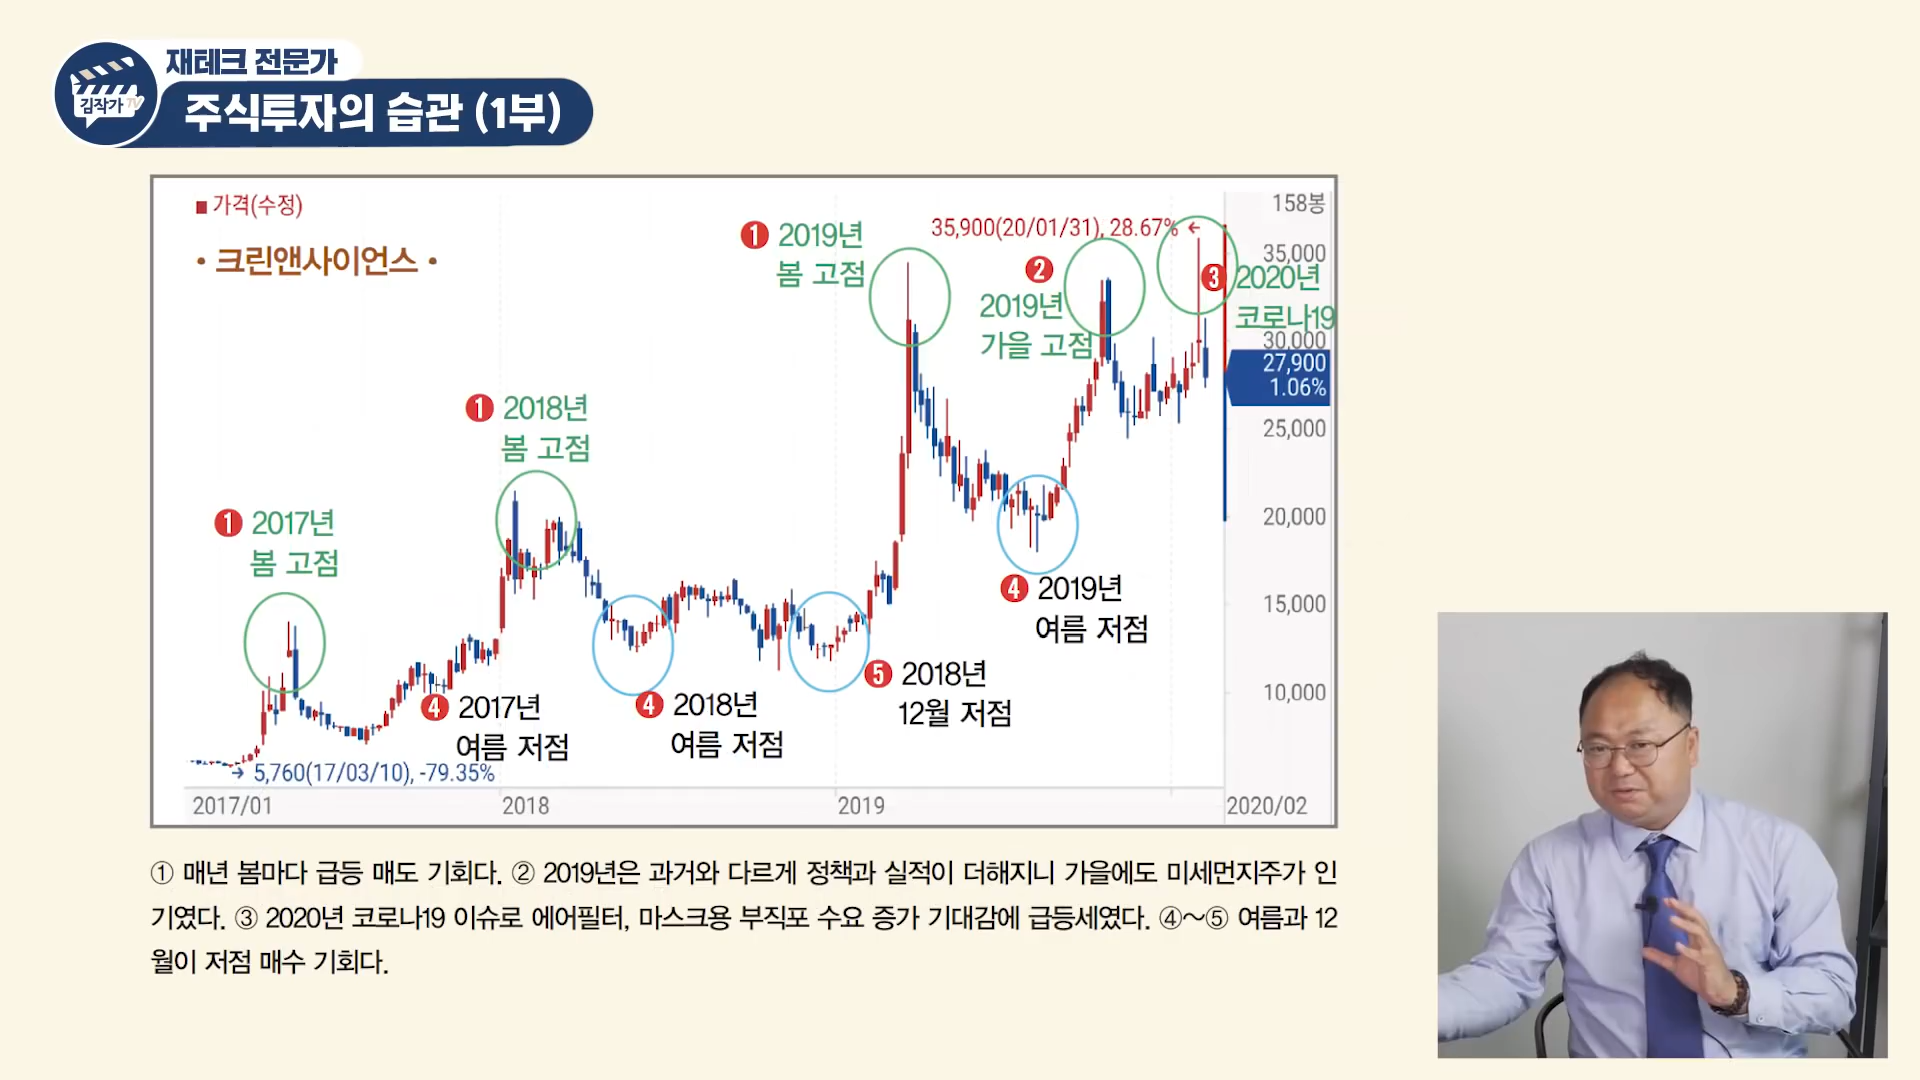 재테크 전문가
김작가 TV
주식투자의 습관 (1부)
■ 가격(수정)
• 크린앤사이언스 •
158봉
35,900(20/01/31), 28.67% ←
35,000
30,000
27,900
1.06%
25,000
20,000
15,000
10,000
❶ 2017년
봄 고점
❶ 2018년
봄 고점
❶ 2019년
봄 고점
❷
2019년
가을 고점
❸ 2020년
코로나19
❹ 2017년
여름 저점
❹ 2018년
여름 저점
❺ 2018년
12월 저점
❹ 2019년
여름 저점
→ 5,760(17/03/10), -79.35%
2017/01
2018
2019
2020/02
① 매년 봄마다 급등 매도 기회다. ② 2019년은 과거와 다르게 정책과 실적이 더해지니 가을에도 미세먼지주가 인
기였다. ③ 2020년 코로나19 이슈로 에어필터, 마스크용 부직포 수요 증가 기대감에 급등세였다. ④～⑤ 여름과 12
월이 저점 매수 기회다.